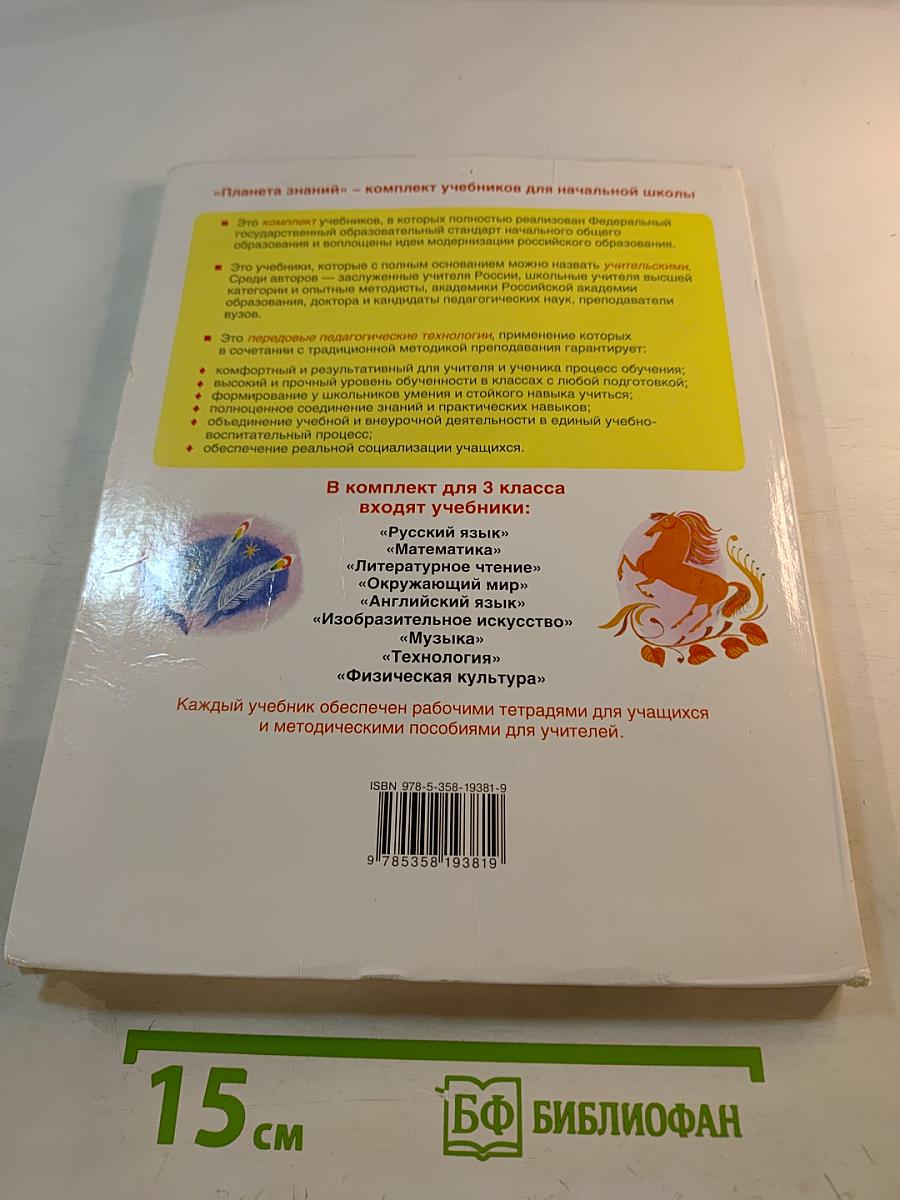 «Планета знаний» – комплект учебников для начальной школы
Это комплект учебников, в которых полностью реализован Федеральный
государственный образовательный стандарт начального общего
образования и воплощены идеи модернизации российского образования.
Это учебники, которые с полным основанием можно назвать учительскими.
Среди авторов — заслуженные учителя России, школьные учителя высшей
категории и опытные методисты, академики Российской академии
образования, доктора и кандидаты педагогических наук, преподаватели
вузов.
Это передовые педагогические технологии, применение которых
в сочетании с традиционной методикой преподавания гарантирует:
комфортный и результативный для учителя и ученика процесс обучения;
высокий и прочный уровень обученности в классах с любой подготовкой;
формирование у школьников умения и стойкого навыка учиться;
полноценное соединение знаний и практических навыков;
объединение учебной и внеурочной деятельности в единый учебно-
воспитательный процесс;
обеспечение реальной социализации учащихся.
В комплект для 3 класса
входят учебники:
«Русский язык»
«Математика»
«Литературное чтение»
«Окружающий мир»
«Английский язык»
«Изобразительное искусство»
«Музыка»
«Технология»
«Физическая культура»
Каждый учебник обеспечен рабочими тетрадями для учащихся
и методическими пособиями для учителей.
ISBN 978-5-358-19381-9
9 785358 193819
15 см
БФ БИБЛИОФАН